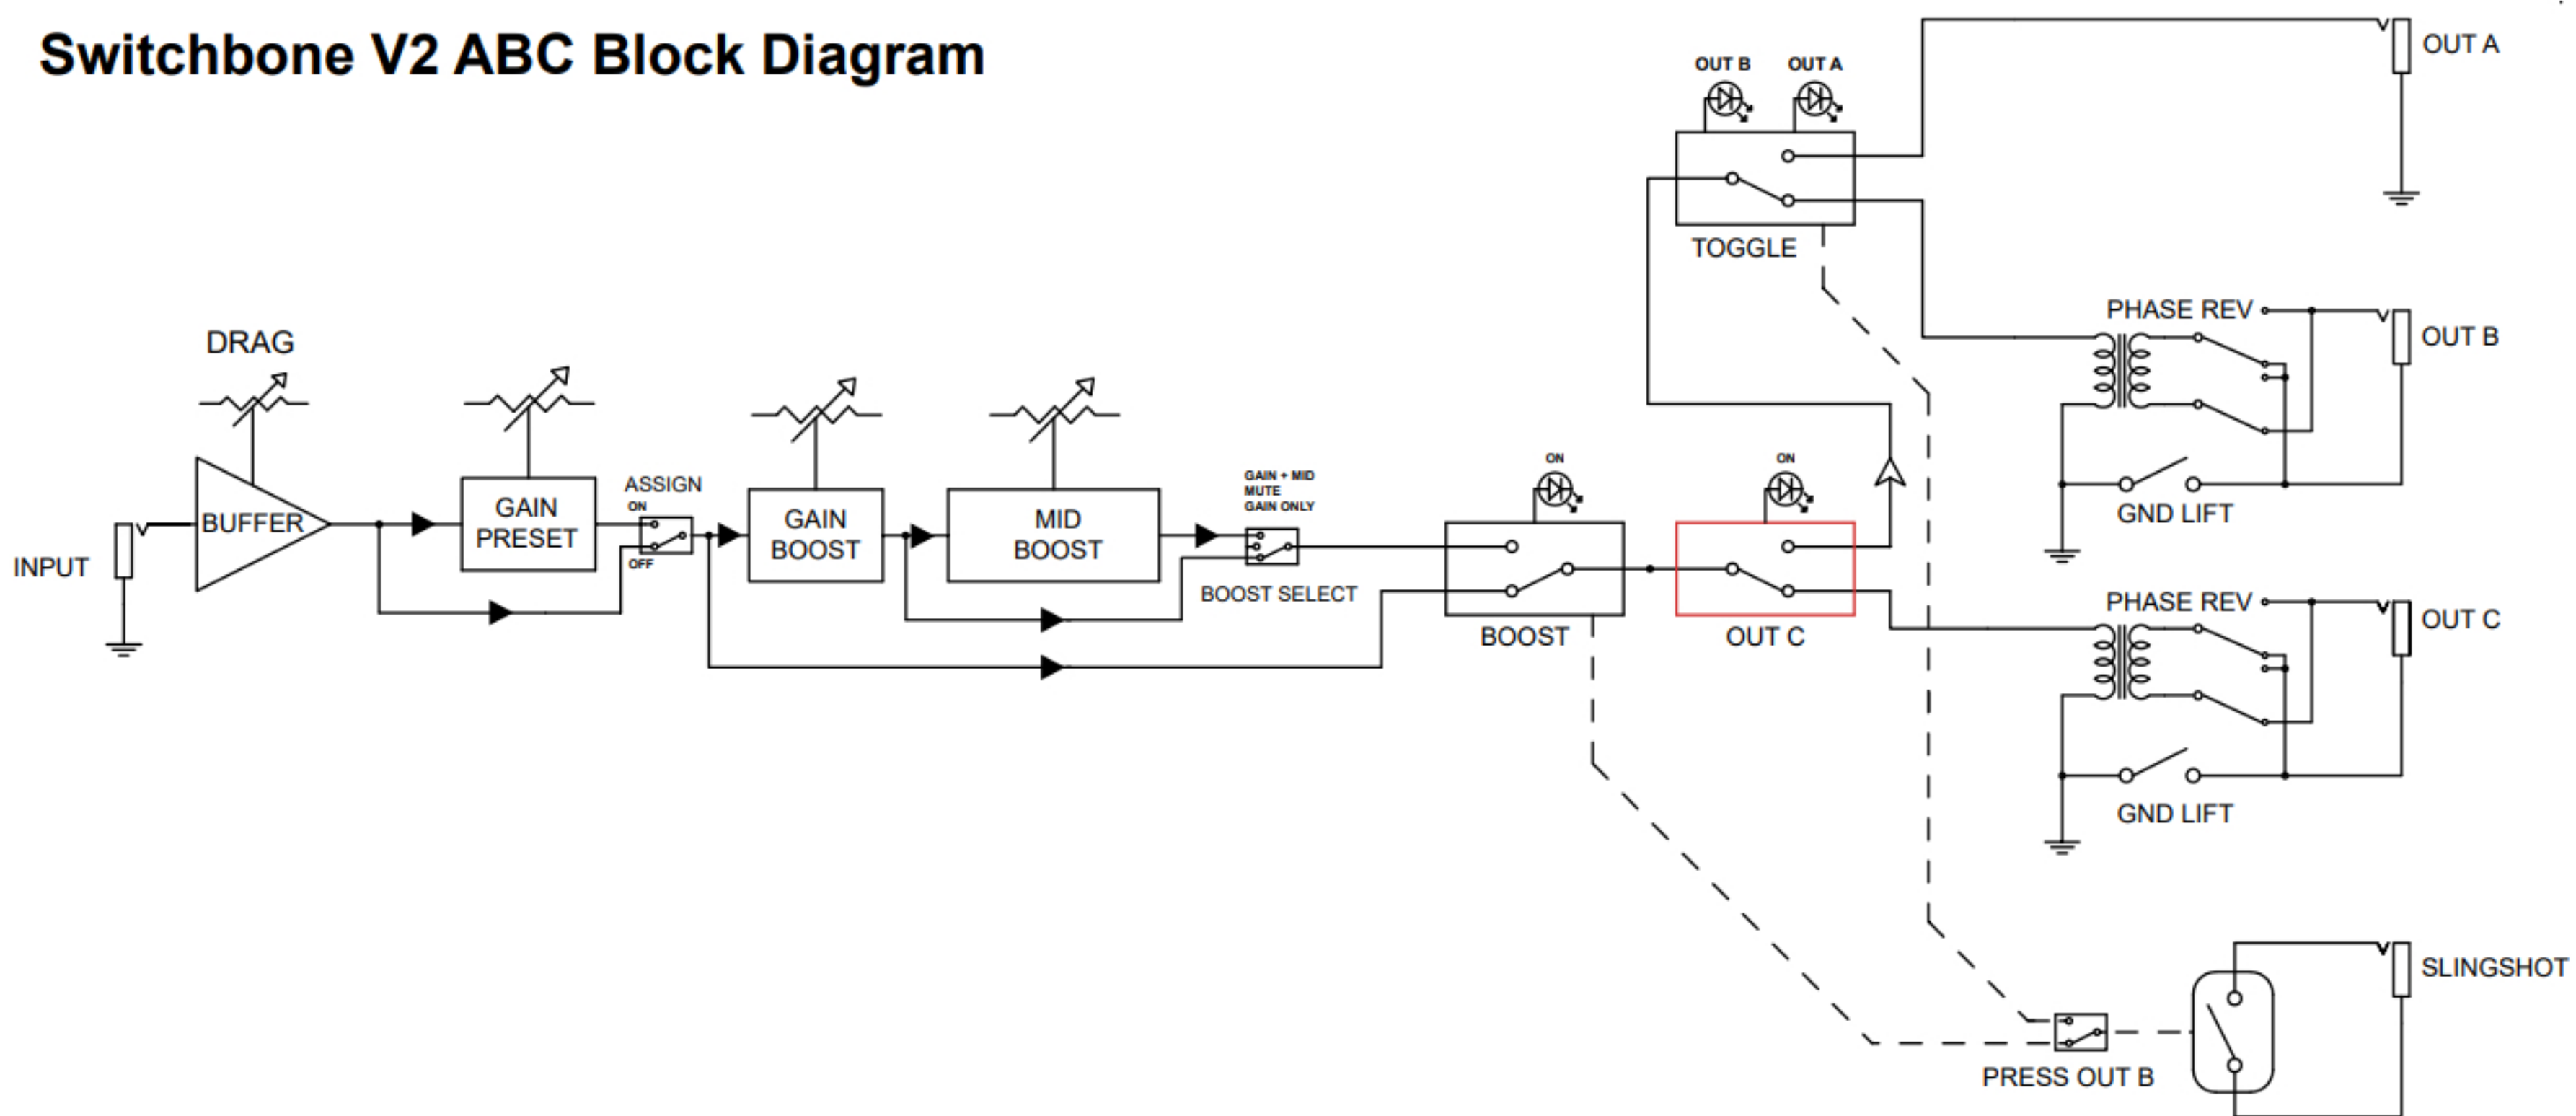 Switchbone V2 ABC Block Diagram
OUT B
OUT A
OUT A
TOGGLE
PHASE REV
OUT B
GND LIFT
DRAG
BUFFER
INPUT
GAIN
PRESET
ASSIGN
ON
OFF
GAIN
BOOST
MID
BOOST
GAIN + MID
MUTE
GAIN ONLY
BOOST SELECT
ON
BOOST
ON
OUT C
PHASE REV
OUT C
GND LIFT
SLINGSHOT
PRESS OUT B